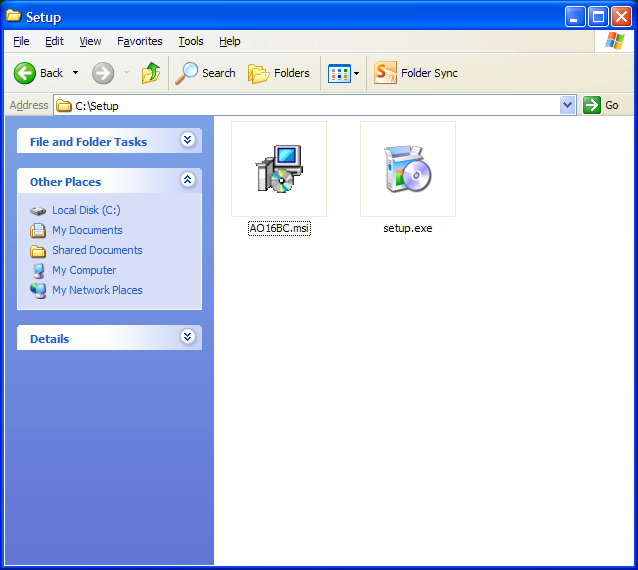 Setup
File Edit View Favorites Tools Help
Back Search Folders Folder Sync
Address C:\Setup Go
File and Folder Tasks
Other Places
Local Disk (C:)
My Documents
Shared Documents
My Computer
My Network Places
Details
AO16BC.msi setup.exe